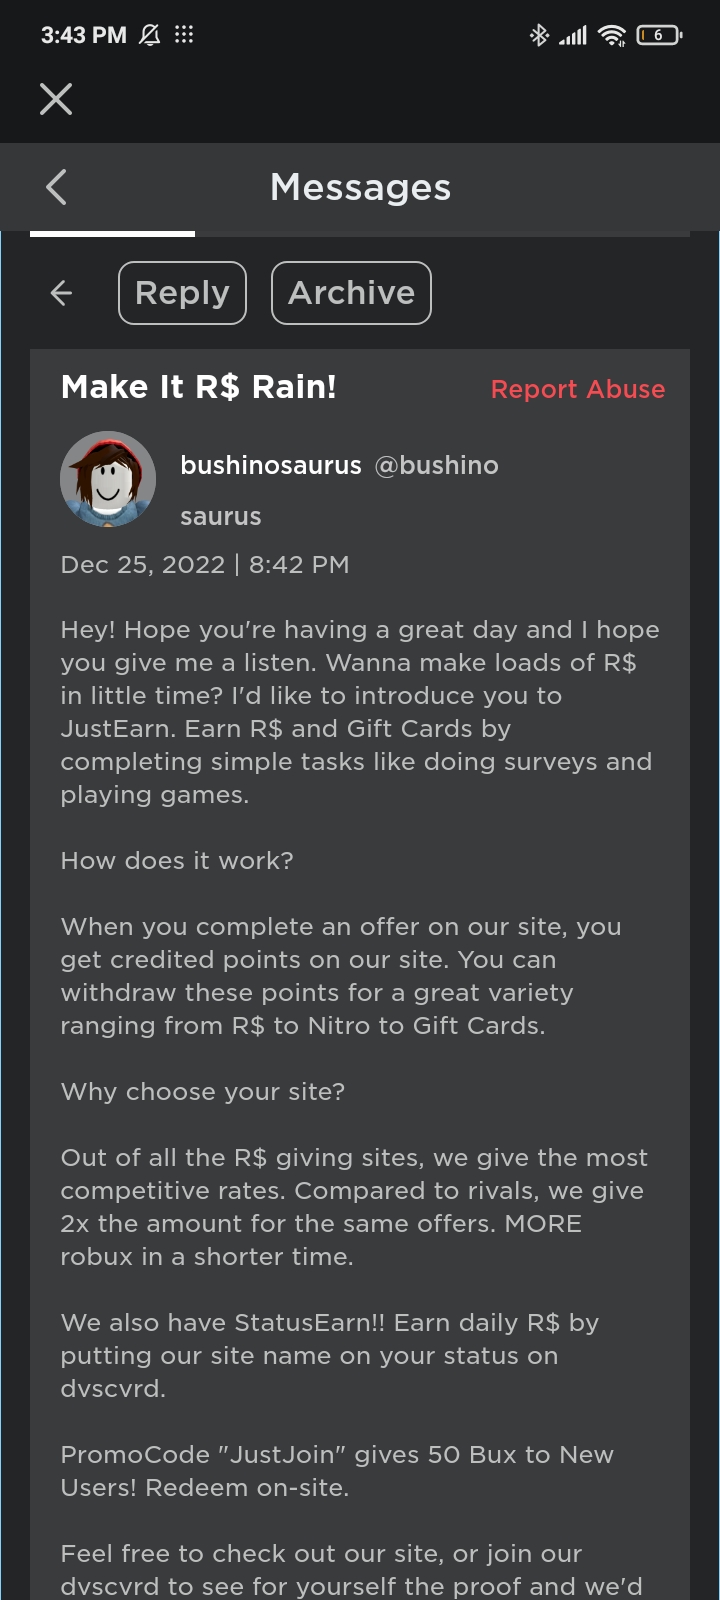 3:43 PM 6
Messages
Reply Archive
Make It R$ Rain! Report Abuse
bushinosaurus @bushino
saurus
Dec 25, 2022 | 8:42 PM
Hey! Hope you're having a great day and I hope
you give me a listen. Wanna make loads of R$
in little time? I'd like to introduce you to
JustEarn. Earn R$ and Gift Cards by
completing simple tasks like doing surveys and
playing games.
How does it work?
When you complete an offer on our site, you
get credited points on our site. You can
withdraw these points for a great variety
ranging from R$ to Nitro to Gift Cards.
Why choose your site?
Out of all the R$ giving sites, we give the most
competitive rates. Compared to rivals, we give
2x the amount for the same offers. MORE
robux in a shorter time.
We also have StatusEarn!! Earn daily R$ by
putting our site name on your status on
dvscvrd.
PromoCode "JustJoin" gives 50 Bux to New
Users! Redeem on-site.
Feel free to check out our site, or join our
dvscvrd to see for yourself the proof and we'd